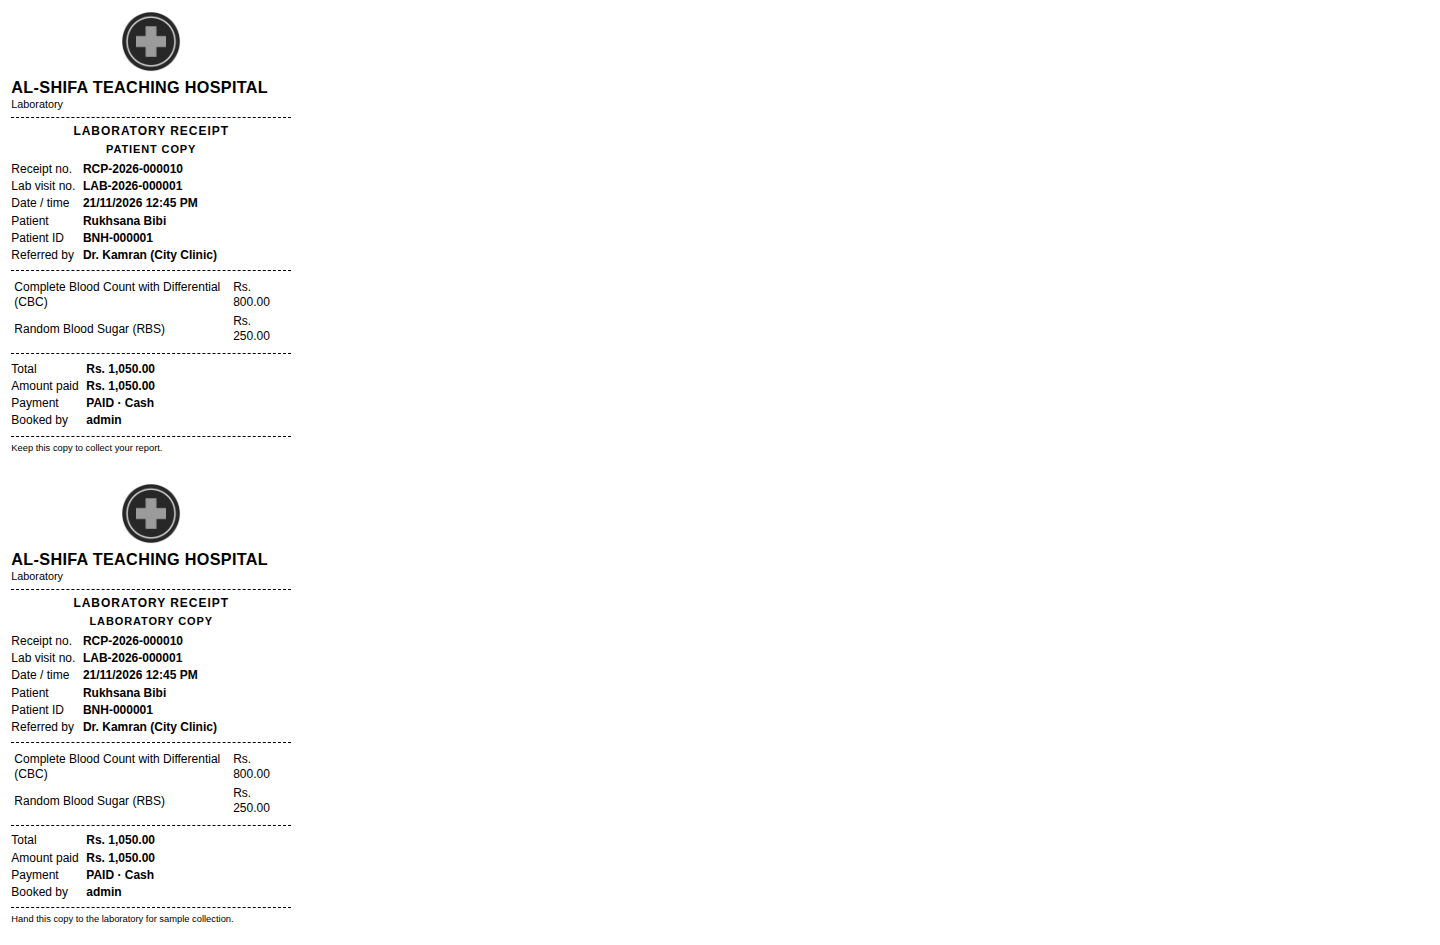 AL-SHIFA TEACHING HOSPITAL
Laboratory
LABORATORY RECEIPT
PATIENT COPY
Receipt no. RCP-2026-000010
Lab visit no. LAB-2026-000001
Date / time 21/11/2026 12:45 PM
Patient Rukhsana Bibi
Patient ID BNH-000001
Referred by Dr. Kamran (City Clinic)
Complete Blood Count with Differential Rs.
(CBC) 800.00
Random Blood Sugar (RBS) Rs.
250.00
Total Rs. 1,050.00
Amount paid Rs. 1,050.00
Payment PAID · Cash
Booked by admin
Keep this copy to collect your report.
AL-SHIFA TEACHING HOSPITAL
Laboratory
LABORATORY RECEIPT
LABORATORY COPY
Receipt no. RCP-2026-000010
Lab visit no. LAB-2026-000001
Date / time 21/11/2026 12:45 PM
Patient Rukhsana Bibi
Patient ID BNH-000001
Referred by Dr. Kamran (City Clinic)
Complete Blood Count with Differential Rs.
(CBC) 800.00
Random Blood Sugar (RBS) Rs.
250.00
Total Rs. 1,050.00
Amount paid Rs. 1,050.00
Payment PAID · Cash
Booked by admin
Hand this copy to the laboratory for sample collection.